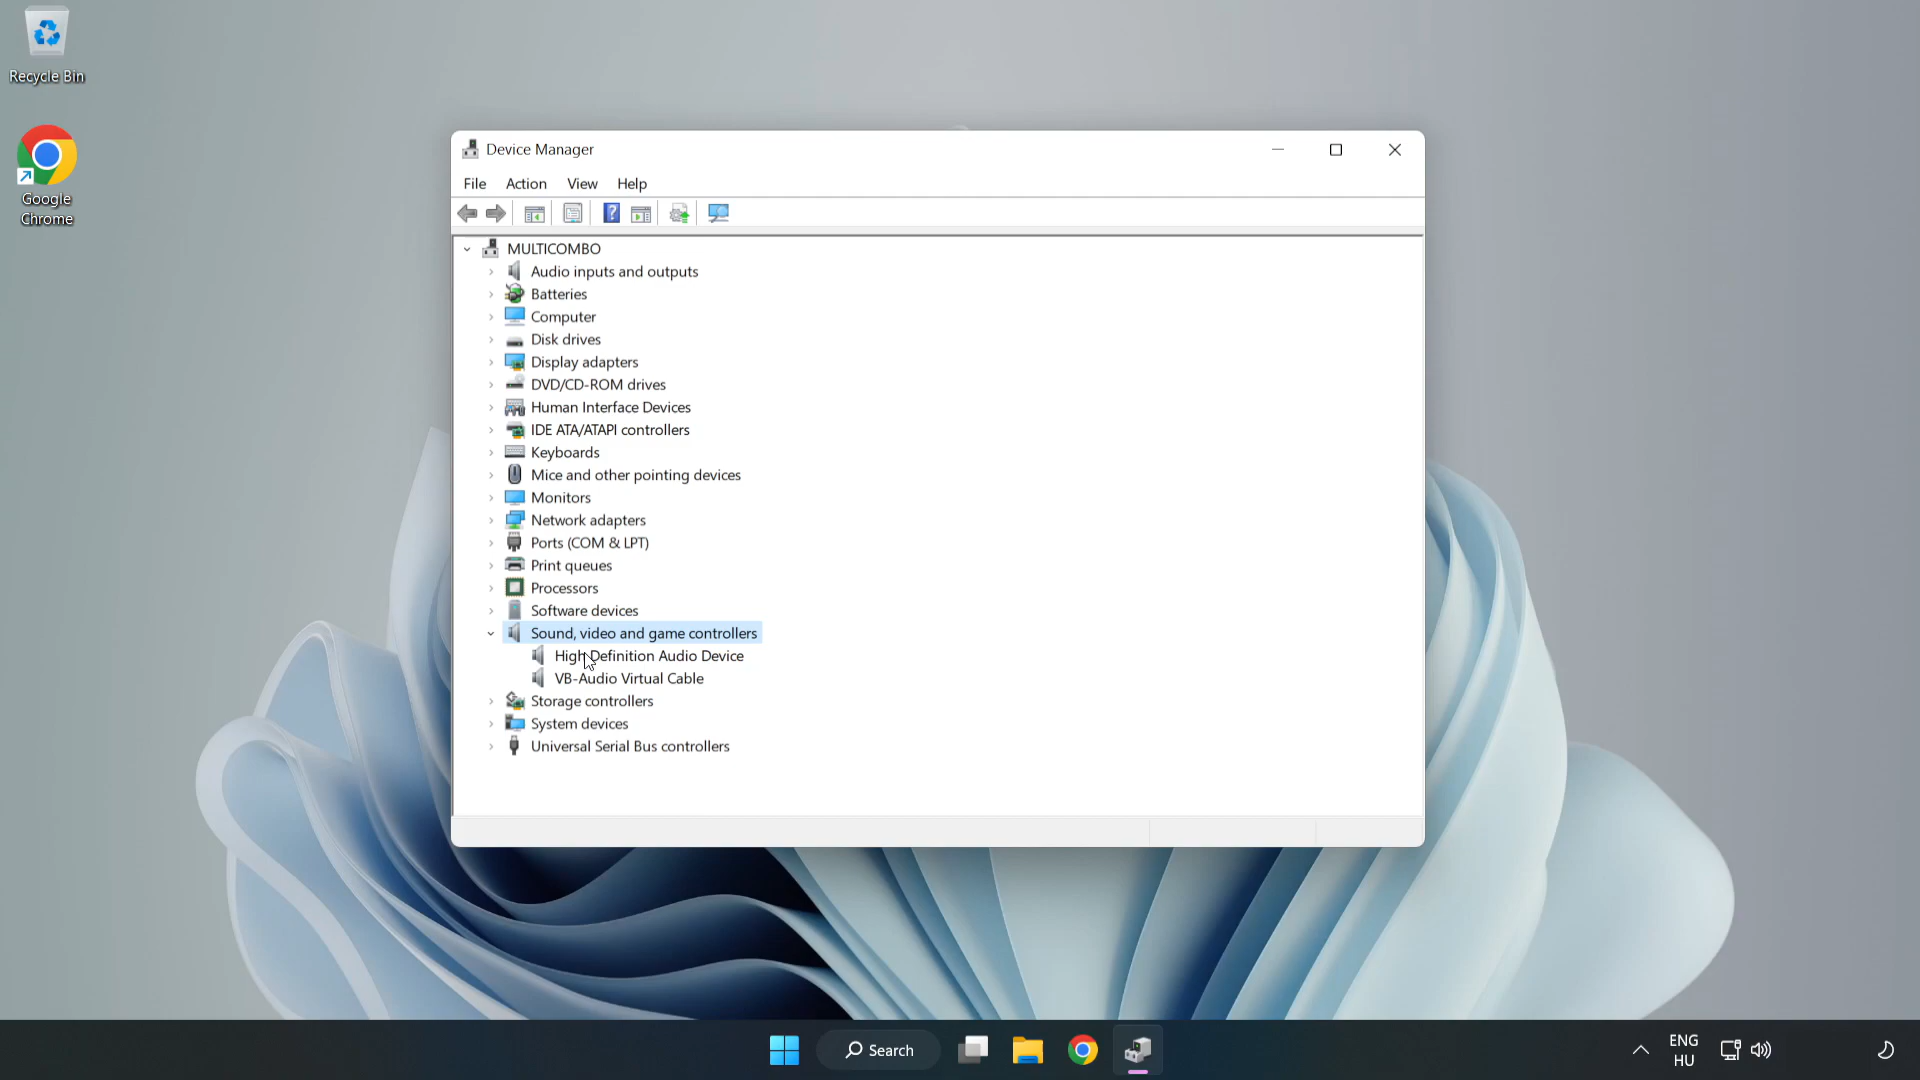 Recycle Bin
Google
Chrome
Device Manager
File Action View Help
MULTICOMBO
Audio inputs and outputs
Batteries
Computer
Disk drives
Display adapters
DVD/CD-ROM drives
Human Interface Devices
IDE ATA/ATAPI controllers
Keyboards
Mice and other pointing devices
Monitors
Network adapters
Ports (COM & LPT)
Print queues
Processors
Software devices
Sound, video and game controllers
High Definition Audio Device
VB-Audio Virtual Cable
Storage controllers
System devices
Universal Serial Bus controllers
Search
ENG
HU